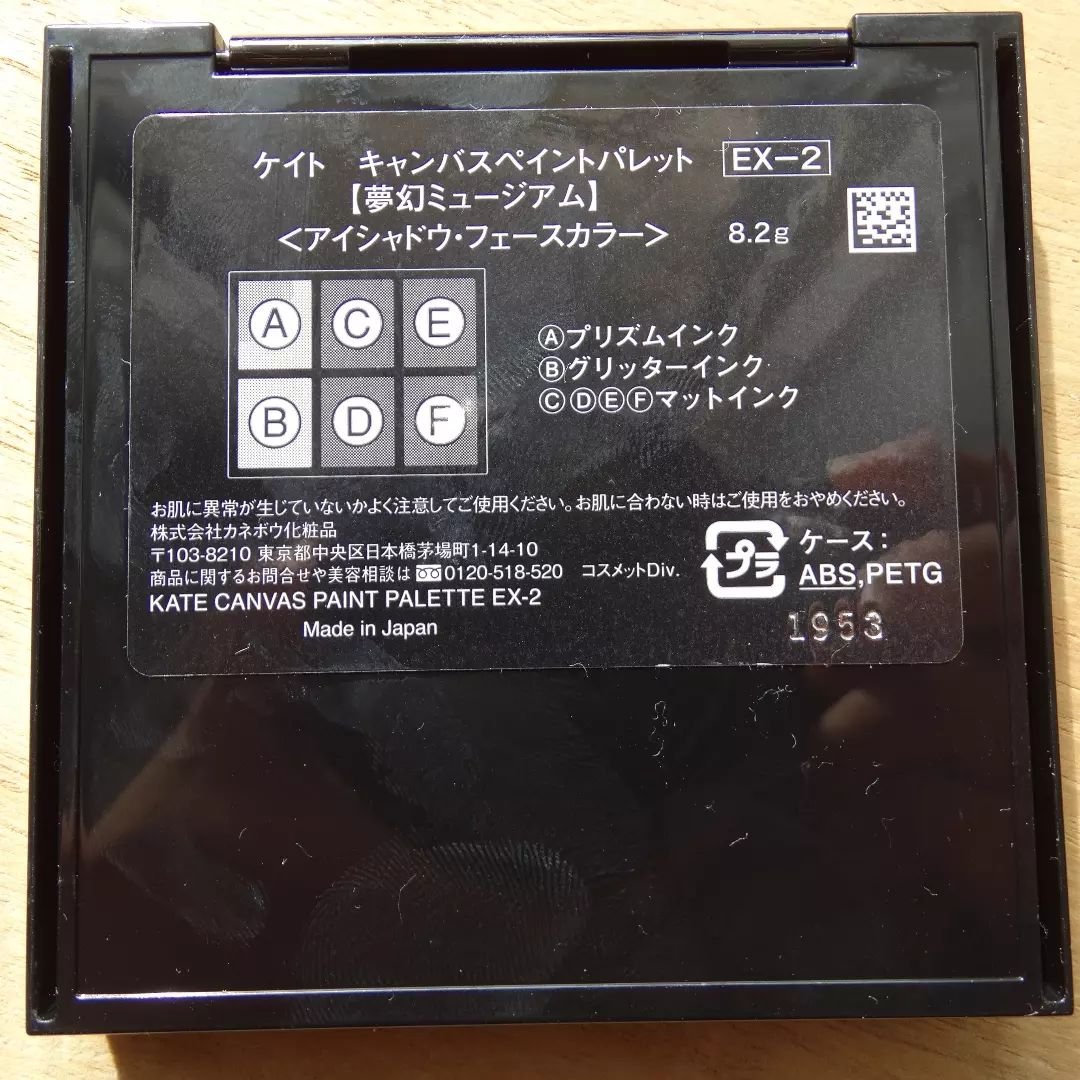 ケイト　キャンバスペイントパレット　EX-2
【夢幻ミュージアム】
<アイシャドウ・フェースカラー>　8.2g
A C E
B D F
Ⓐプリズムインク
Ⓑグリッターインク
ⒸⒹⒺⒻマットインク
お肌に異常が生じていないかよく注意してご使用ください。お肌に合わない時はご使用をおやめください。
株式会社カネボウ化粧品
〒103-8210 東京都中央区日本橋茅場町1-14-10
商品に関するお問合せや美容相談は 0120-518-520　コスメットDiv.
KATE CANVAS PAINT PALETTE EX-2
Made in Japan
プラ
ケース：
ABS,PETG
1953